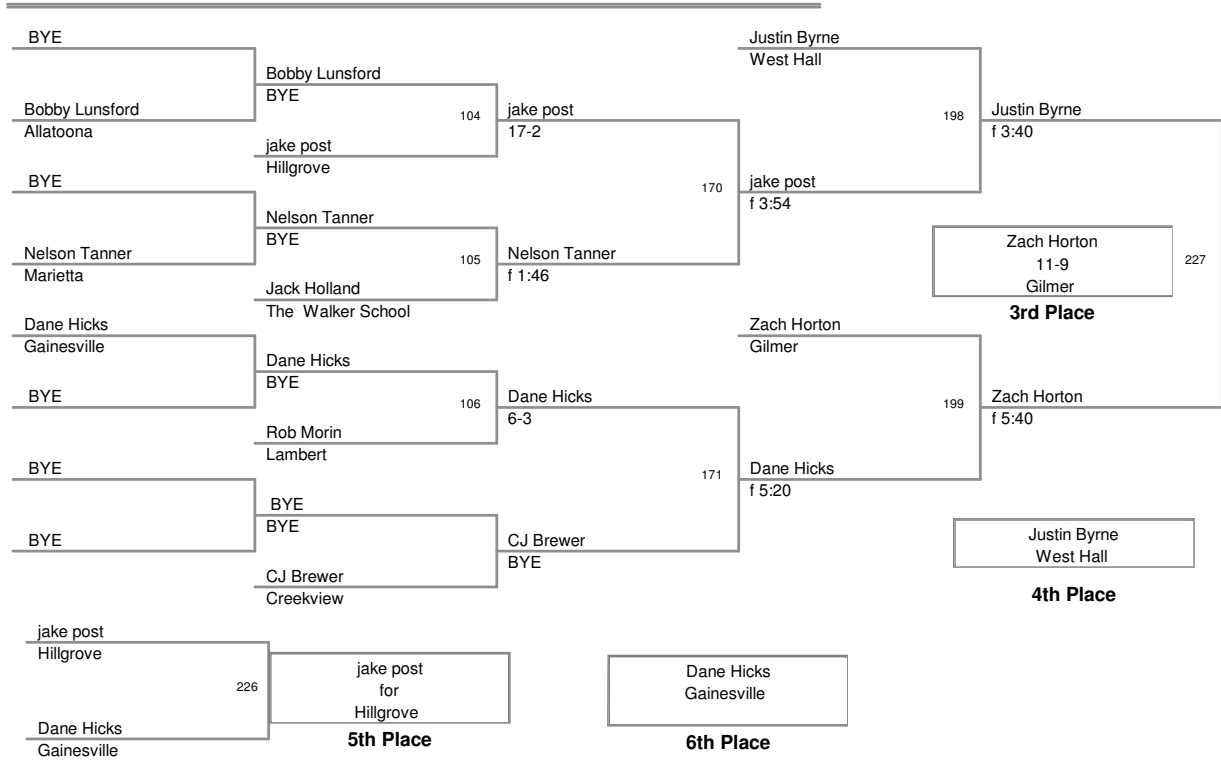 BYE
Bobby Lunsford
Allatoona
BYE
Nelson Tanner
Marietta
Dane Hicks
Gainesville
BYE
BYE
BYE
Bobby Lunsford
BYE
104
jake post
Hillgrove
Nelson Tanner
BYE
105
Jack Holland
The Walker School
Dane Hicks
BYE
106
Rob Morin
Lambert
BYE
BYE
CJ Brewer
Creekview
jake post
17-2
170
Nelson Tanner
f 1:46
Dane Hicks
6-3
171
CJ Brewer
BYE
Justin Byrne
West Hall
198
jake post
f 3:54
Zach Horton
Gilmer
199
Dane Hicks
f 5:20
Justin Byrne
f 3:40
Zach Horton
11-9
Gilmer
227
3rd Place
Zach Horton
f 5:40
Justin Byrne
West Hall
4th Place
jake post
Hillgrove
226
Dane Hicks
Gainesville
jake post
for
Hillgrove
5th Place
Dane Hicks
Gainesville
6th Place